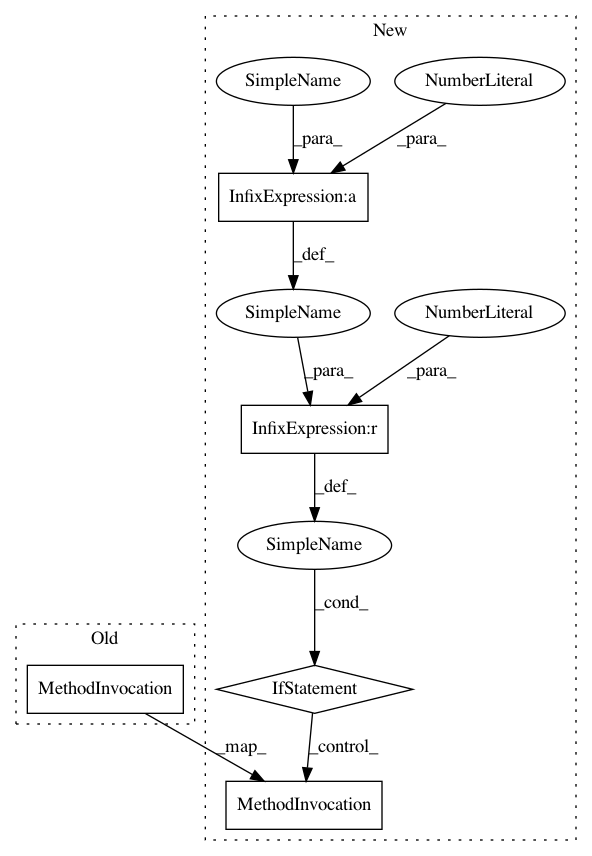 New
SimpleName
NumberLiteral
_para_
_para_
InfixExpression:a
_def_
SimpleName
NumberLiteral
_para_
_para_
InfixExpression:r
_def_
SimpleName
_cond_
Old
MethodInvocation
IfStatement
_map_
_control_
MethodInvocation